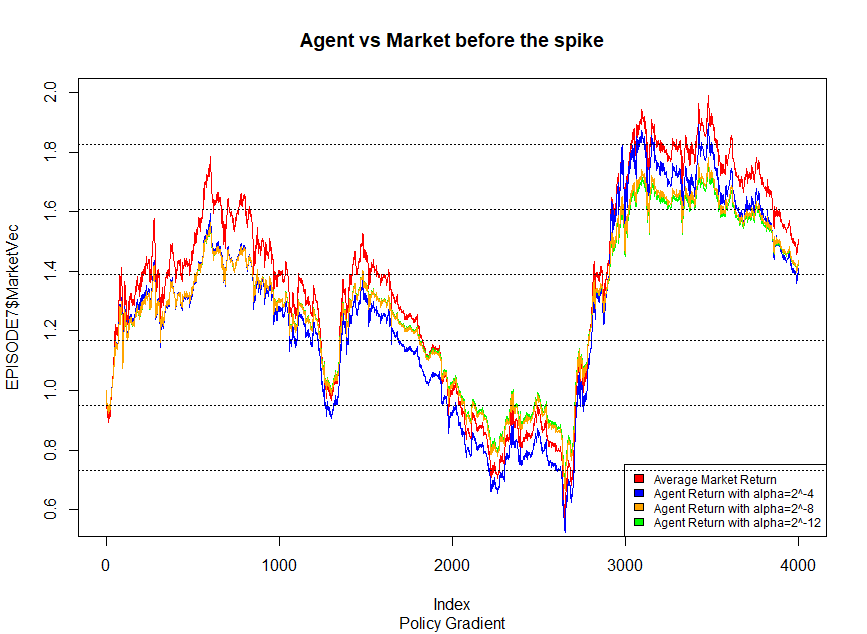 Agent vs Market before the spike
EPISODE7$MarketVec
2.0
1.8
1.6
1.4
1.2
1.0
0.8
0.6
Average Market Return
Agent Return with alpha=2^-4
Agent Return with alpha=2^-8
Agent Return with alpha=2^-12
0
1000
2000
3000
4000
Index
Policy Gradient